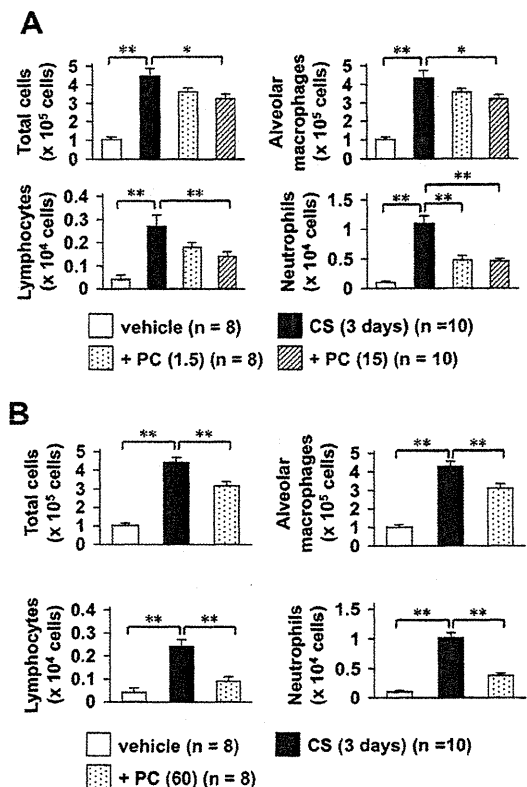 A
Total cells
(x 10⁵ cells)
5
4
3
2
1
0
**
*
Alveolar
macrophages
(x 10⁵ cells)
5
4
3
2
1
0
**
*
Lymphocytes
(x 10⁴ cells)
0.4
0.3
0.2
0.1
0
**
**
Neutrophils
(x 10⁴ cells)
1.5
1
0.5
0
**
**
**
vehicle (n = 8)
CS (3 days) (n =10)
+ PC (1.5) (n = 8)
+ PC (15) (n = 10)
B
Total cells
(x 10⁵ cells)
5
4
3
2
1
0
**
**
Alveolar
macrophages
(x 10⁵ cells)
5
4
3
2
1
0
**
**
Lymphocytes
(x 10⁴ cells)
0.4
0.3
0.2
0.1
0
**
**
Neutrophils
(x 10⁴ cells)
1
0.5
0
**
**
vehicle (n = 8)
CS (3 days) (n =10)
+ PC (60) (n = 8)